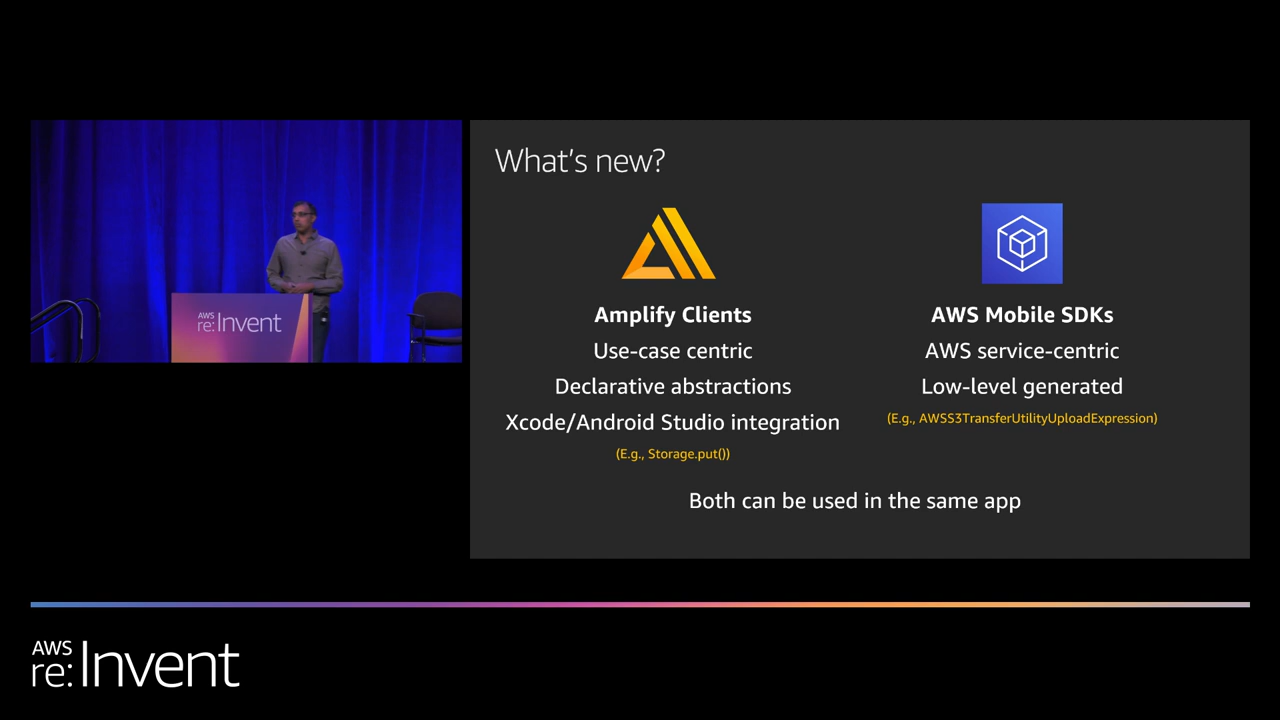 AWS
re:Invent
What's new?
Amplify Clients
Use-case centric
Declarative abstractions
Xcode/Android Studio integration
(E.g., Storage.put())
AWS Mobile SDKs
AWS service-centric
Low-level generated
(E.g., AWSS3TransferUtilityUploadExpression)
Both can be used in the same app
AWS
re:Invent